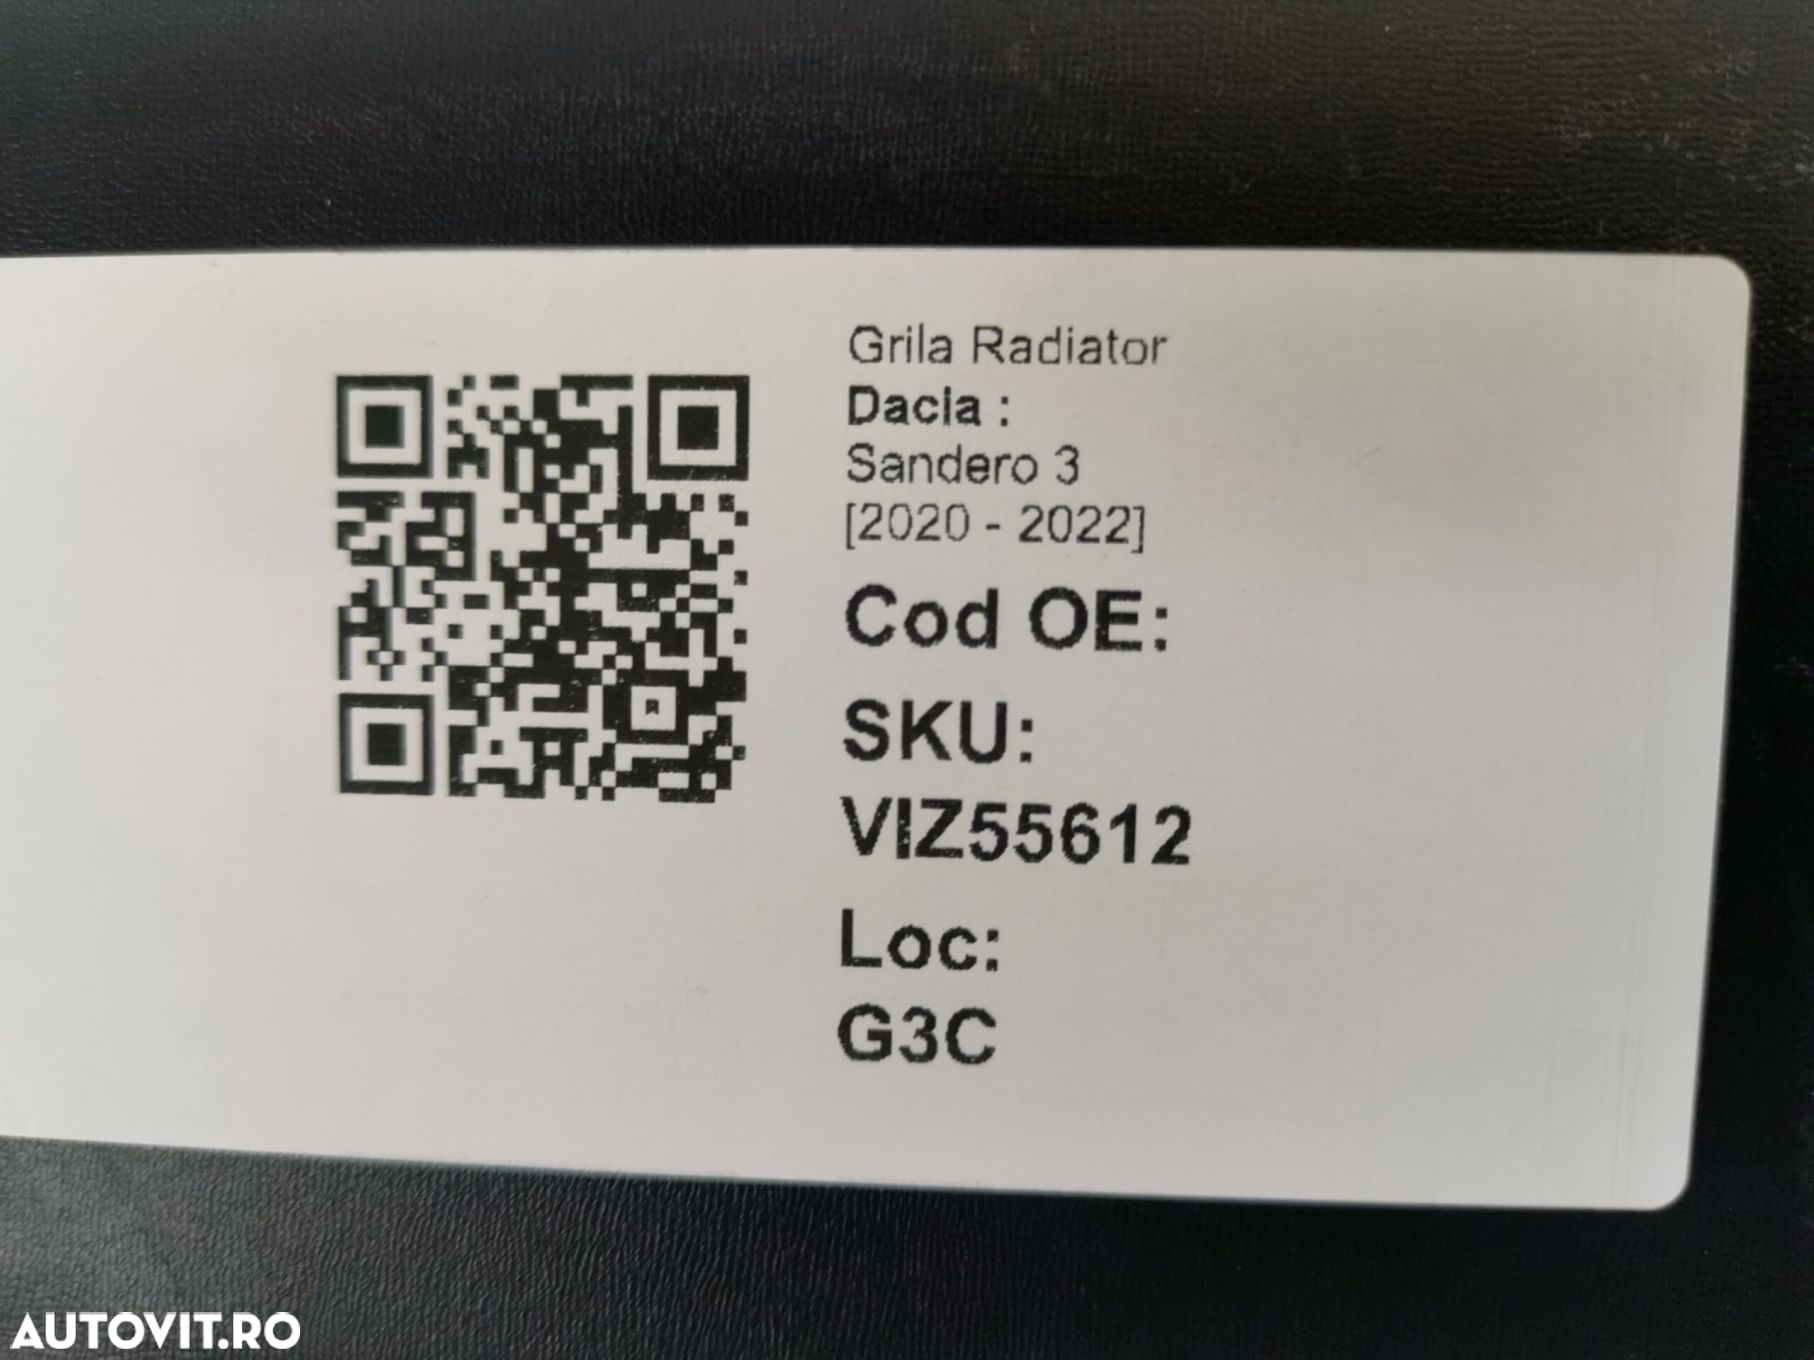 Grila Radiator
Dacia :
Sandero 3
[2020 - 2022]
Cod OE:
SKU:
VIZ55612
Loc:
G3C
AUTOVIT.RO